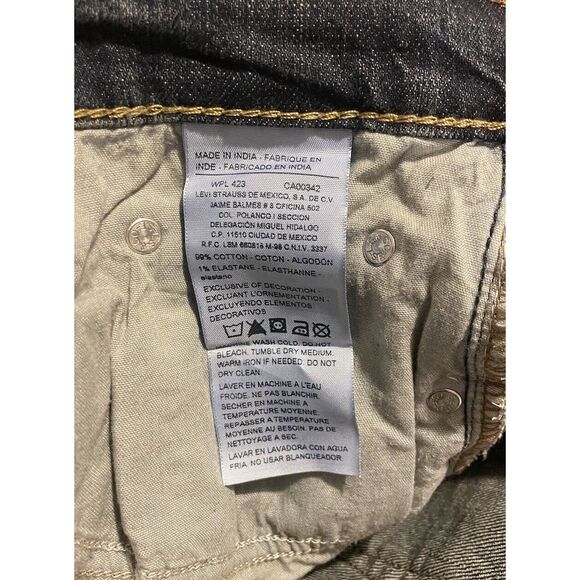 MADE IN INDIA - FABRIQUE EN
INDE - FABRICADO EN INDIA
WPL 423 CA00342
LEVI STRAUSS DE MEXICO, S.A. DE C.V.
JAIME BALMES # 8 OFICINA 502
COL. POLANCO I SECCION
DELEGACIÓN MIGUEL HIDALGO
C.P. 11510 CIUDAD DE MEXICO
R.F.C. LSM 660818 M-98 C.N.I.V. 3337
99% COTTON - COTON - ALGODÓN
1% ELASTANE - ELASTHANNE -
elastano
EXCLUSIVE OF DECORATION -
EXCLUANT L'ORNEMENTATION -
EXCLUYENDO ELEMENTOS
DECORATIVOS
WASH COLD. DO NOT
BLEACH. TUMBLE DRY MEDIUM.
WARM IRON IF NEEDED. DO NOT
DRY CLEAN.
LAVER EN MACHINE A L'EAU
FROIDE. NE PAS BLANCHIR.
SECHER EN MACHINE A
TEMPERATURE MOYENNE.
REPASSER A TEMPERATURE
MOYENNE AU BESOIN. PAS DE
NETTOYAGE A SEC.
LAVAR EN LAVADORA CON AGUA
FRIA. NO USAR BLANQUEADOR.